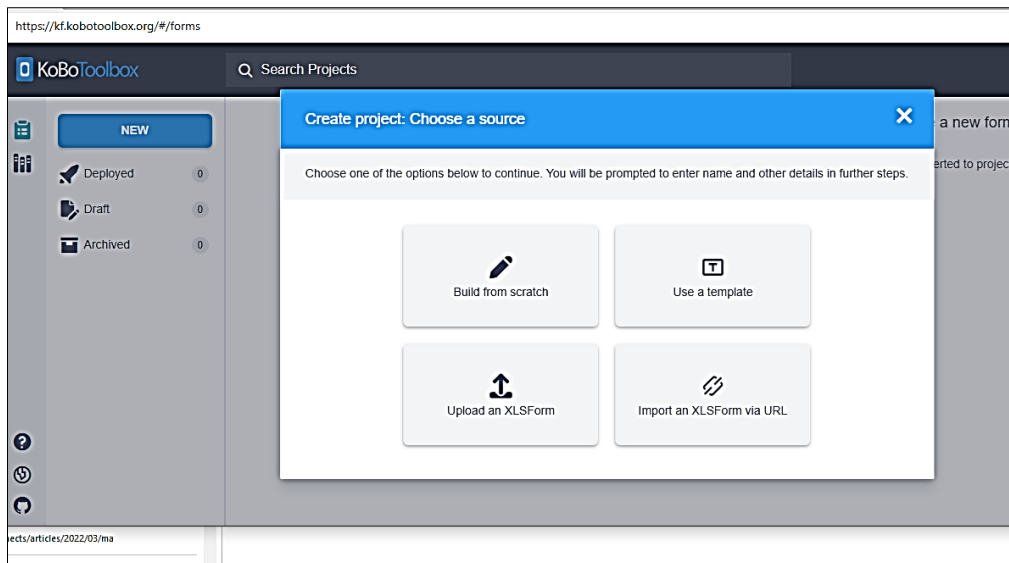 https://kf.kobotoolbox.org/#/forms
KoBoToolbox
Search Projects
NEW
Deployed 0
Draft 0
Archived 0
Create project: Choose a source
a new form
erted to projec
Choose one of the options below to continue. You will be prompted to enter name and other details in further steps.
Build from scratch
Use a template
Upload an XLSForm
Import an XLSForm via URL
ects/articles/2022/03/ma